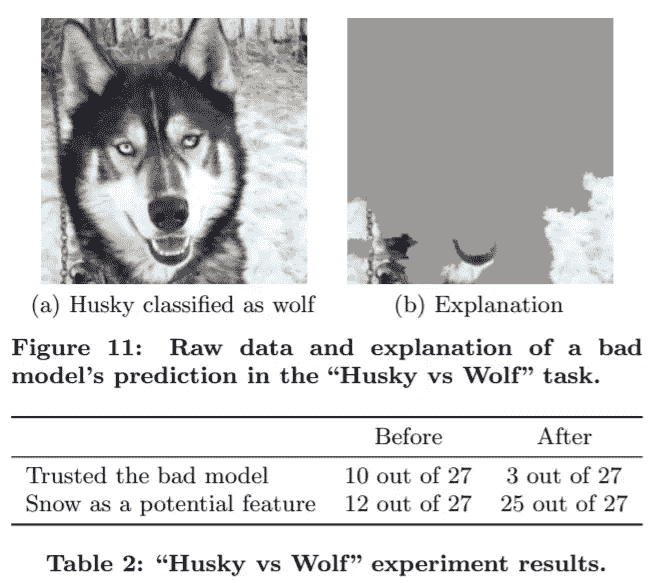 (a) Husky classified as wolf
(b) Explanation
Figure 11: Raw data and explanation of a bad
model's prediction in the “Husky vs Wolf” task.
Before After
Trusted the bad model 10 out of 27 3 out of 27
Snow as a potential feature 12 out of 27 25 out of 27
Table 2: “Husky vs Wolf” experiment results.